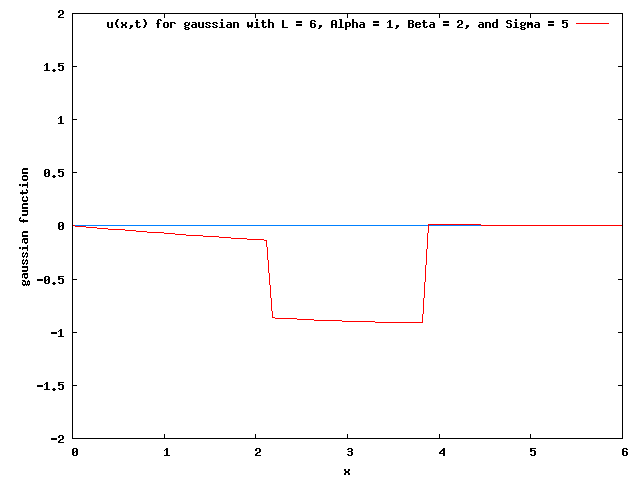 u(x,t) for gaussian with L = 6, Alpha = 1, Beta = 2, and Sigma = 5
2
1.5
1
0.5
0
-0.5
-1
-1.5
-2
gaussian function
0 1 2 3 4 5 6
x